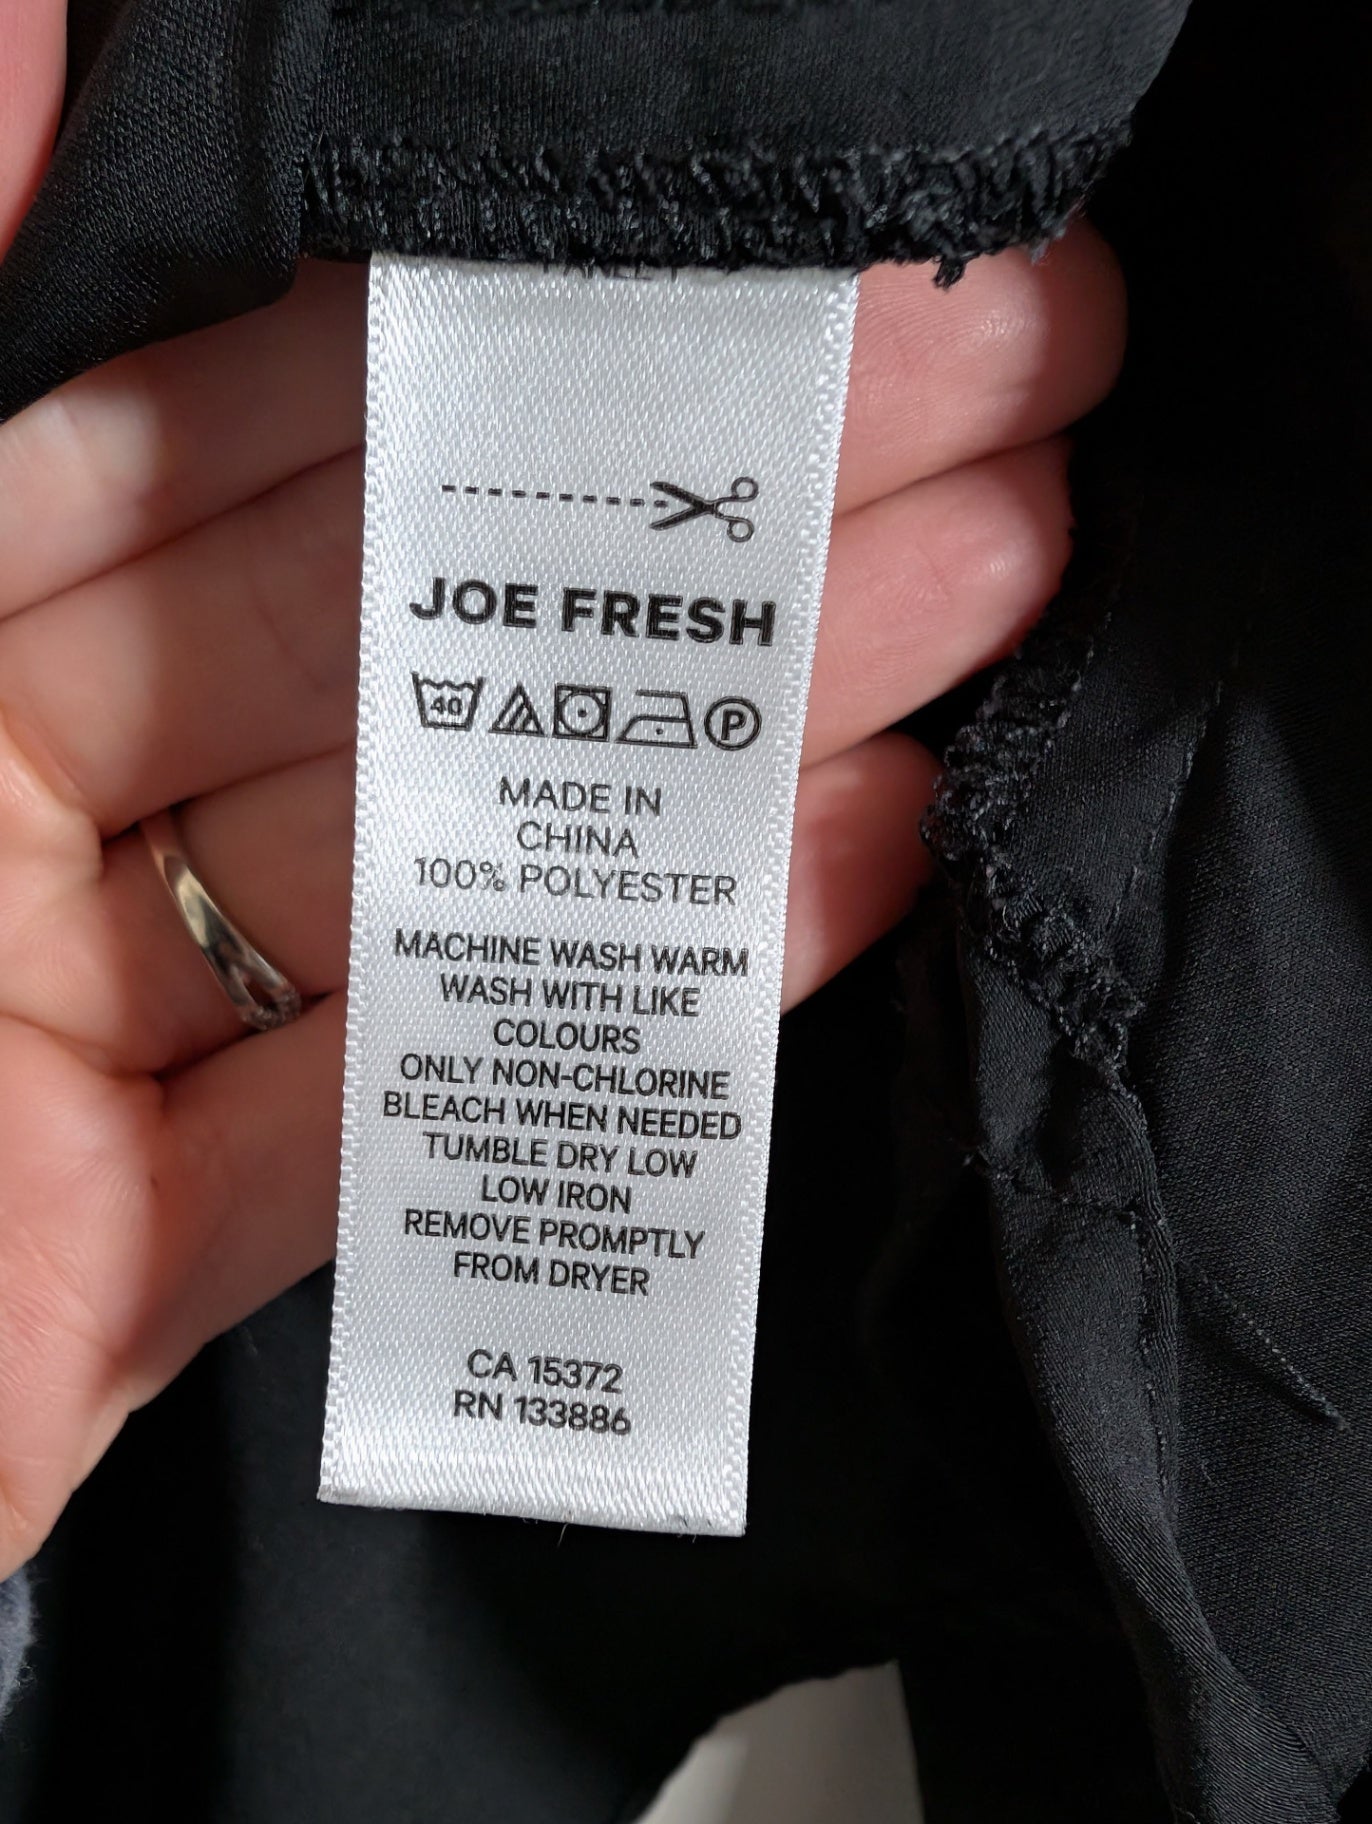 JOE FRESH
40 P
MADE IN
CHINA
100% POLYESTER
MACHINE WASH WARM
WASH WITH LIKE
COLOURS
ONLY NON-CHLORINE
BLEACH WHEN NEEDED
TUMBLE DRY LOW
LOW IRON
REMOVE PROMPTLY
FROM DRYER
CA 15372
RN 133886